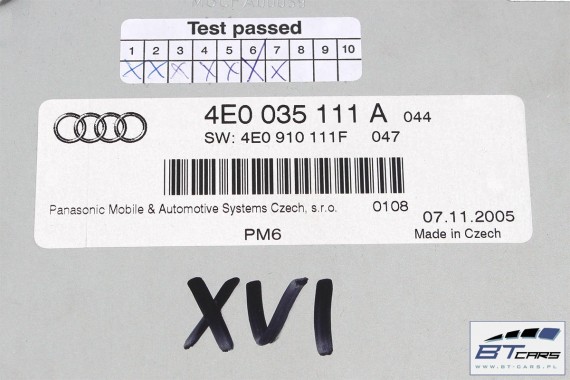 Test passed
1 2 3 4 5 6 7 8 9 10
X X X X X X X
4E0 035 111 A 044
SW: 4E0 910 111F 047
Panasonic Mobile & Automotive Systems Czech, s.r.o. 0108 07.11.2005
PM6 Made in Czech
XVI
BT CARS
WWW.BT-CARS.PL